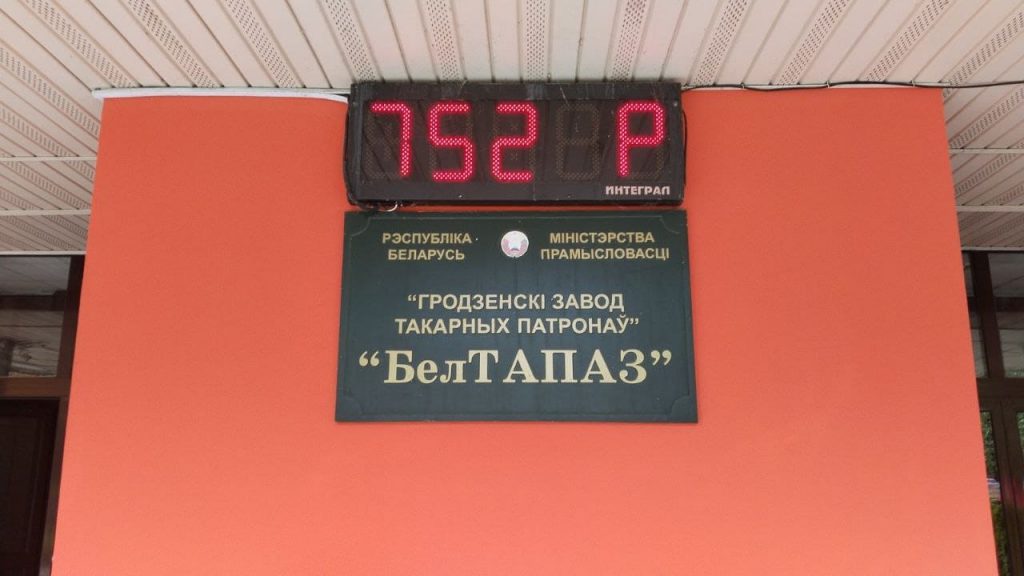 752 P
ИНТЕГРАЛ
РЭСПУБЛІКА
БЕЛАРУСЬ
МІНІСТЭРСТВА
ПРАМЫСЛОВАСЦІ
“ГРОДЗЕНСКІ ЗАВОД
ТАКАРНЫХ ПАТРОНАЎ”
“БелТАПАЗ”